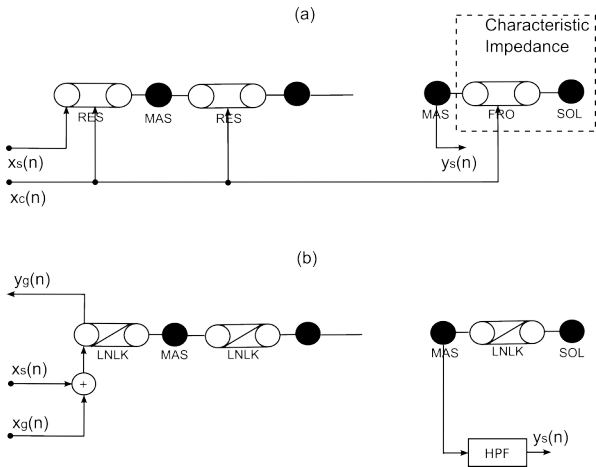 (a)
Characteristic
Impedance
RES
MAS
RES
MAS
FRO
SOL
xs(n)
ys(n)
xc(n)
(b)
yg(n)
LNLK
MAS
LNLK
MAS
LNLK
SOL
xs(n)
+
xg(n)
ys(n)
HPF